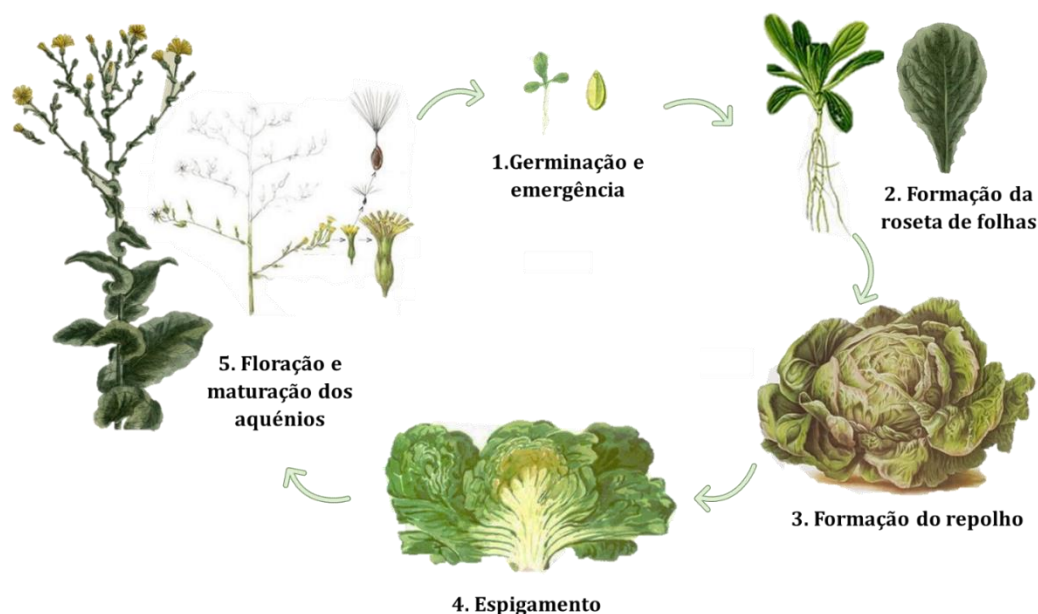 1.Germinação e
emergência
2. Formação da
roseta de folhas
3. Formação do repolho
4. Espigamento
5. Floração e
maturação dos
aquénios